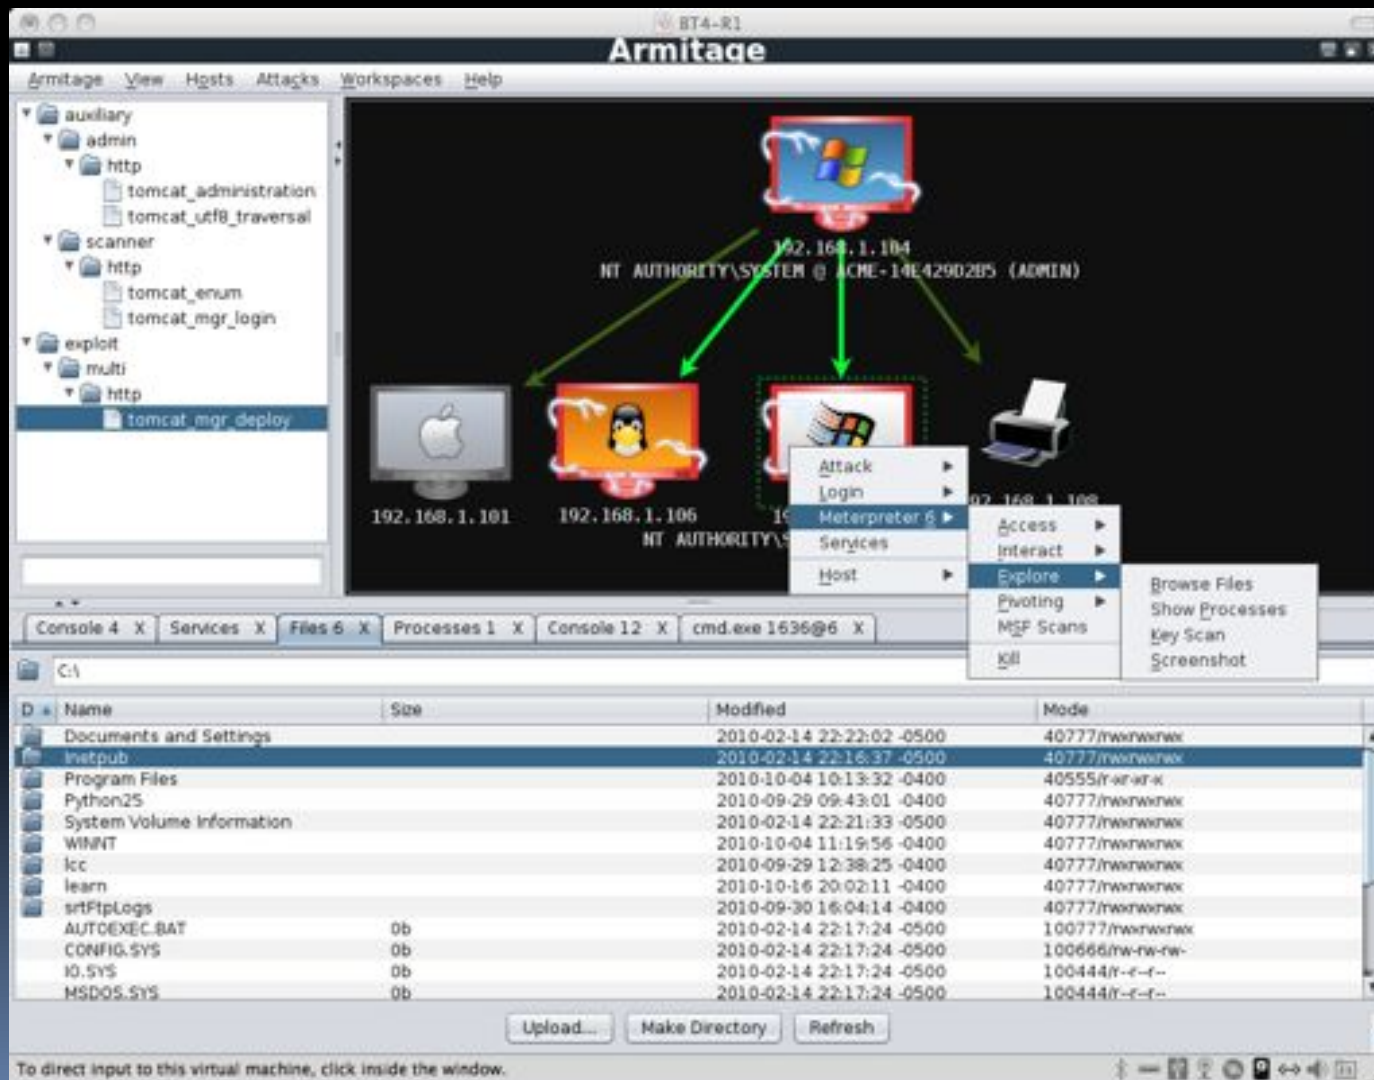 BT4-R1
Armitage
Armitage View Hosts Attacks Workspaces Help
auxiliary
admin
http
tomcat_administration
tomcat_utf8_traversal
scanner
http
tomcat_enum
tomcat_mgr_login
exploit
multi
http
tomcat_mgr_deploy
192.168.1.104
NT AUTHORITY\SYSTEM @ ACME-14E429D2B5 (ADMIN)
192.168.1.101
192.168.1.106
NT AUTHORITY\
Attack
Login
Meterpreter 6
Services
Host
Access
Interact
Explore
Pivoting
MSF Scans
Kill
Browse Files
Show Processes
Key Scan
Screenshot
Console 4 X Services X Files 6 X Processes 1 X Console 12 X cmd.exe 1636@6 X
C:\
D Name Size Modified Mode
Documents and Settings 2010-02-14 22:22:02 -0500 40777/rwxrwxrwx
Inetpub 2010-02-14 22:16:37 -0500 40777/rwxrwxrwx
Program Files 2010-10-04 10:13:32 -0400 40555/r-xr-xr-x
Python25 2010-09-29 09:43:01 -0400 40777/rwxrwxrwx
System Volume Information 2010-02-14 22:21:33 -0500 40777/rwxrwxrwx
WINNT 2010-10-04 11:19:56 -0400 40777/rwxrwxrwx
lcc 2010-09-29 12:38:25 -0400 40777/rwxrwxrwx
learn 2010-10-16 20:02:11 -0400 40777/rwxrwxrwx
srtFtpLogs 2010-09-30 16:04:14 -0400 40777/rwxrwxrwx
AUTOEXEC.BAT 0b 2010-02-14 22:17:24 -0500 100777/rwxrwxrwx
CONFIG.SYS 0b 2010-02-14 22:17:24 -0500 100666/rw-rw-rw-
IO.SYS 0b 2010-02-14 22:17:24 -0500 100444/r--r--r--
MSDOS.SYS 0b 2010-02-14 22:17:24 -0500 100444/r--r--r--
Upload... Make Directory Refresh
To direct input to this virtual machine, click inside the window.